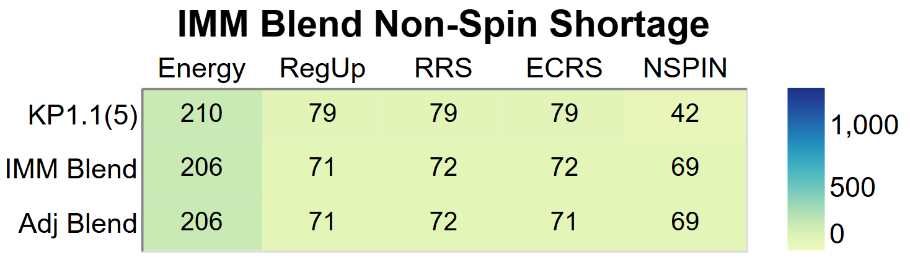 IMM Blend Non-Spin Shortage
Energy RegUp RRS ECRS NSPIN
KP1.1(5) 210 79 79 79 42
IMM Blend 206 71 72 72 69
Adj Blend 206 71 72 71 69
1,000
500
0